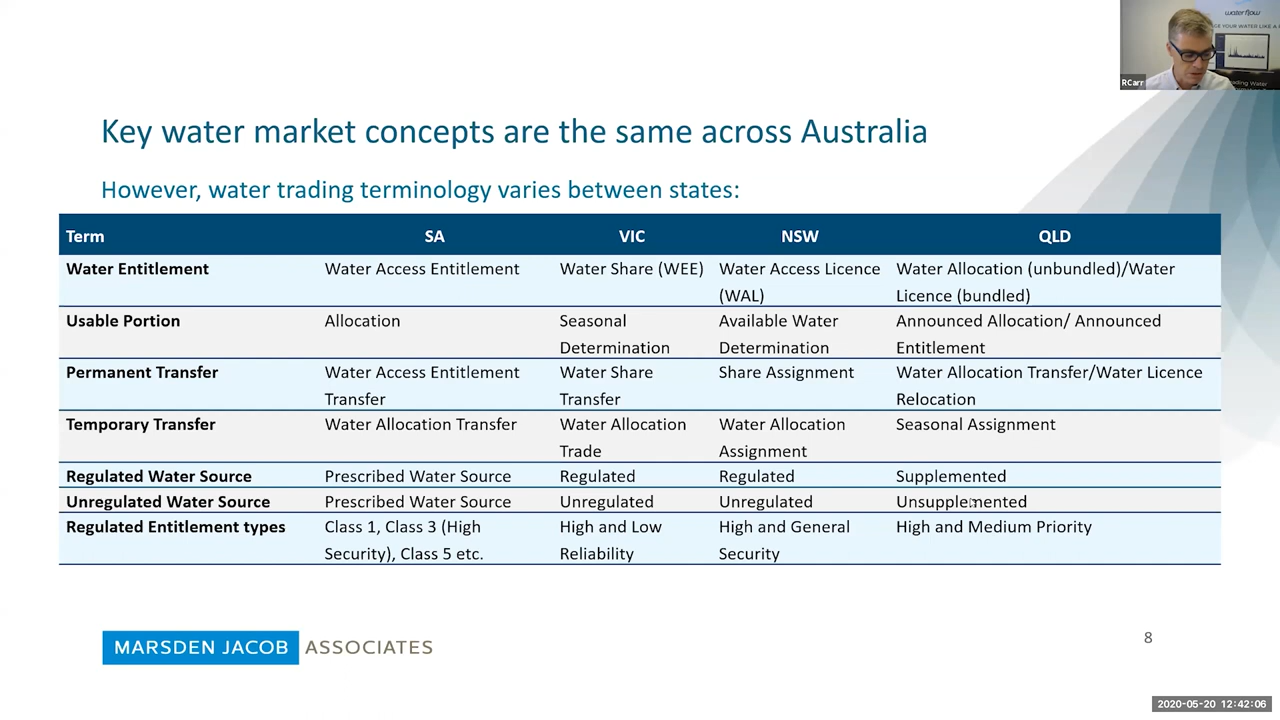 water flow
RCarr
Key water market concepts are the same across Australia
However, water trading terminology varies between states:
Term SA VIC NSW QLD
Water Entitlement Water Access Entitlement Water Share (WEE) Water Access Licence Water Allocation (unbundled)/Water
(WAL) Licence (bundled)
Usable Portion Allocation Seasonal Available Water Announced Allocation/ Announced
Determination Determination Entitlement
Permanent Transfer Water Access Entitlement Water Share Share Assignment Water Allocation Transfer/Water Licence
Transfer Transfer Relocation
Temporary Transfer Water Allocation Transfer Water Allocation Water Allocation Seasonal Assignment
Trade Assignment
Regulated Water Source Prescribed Water Source Regulated Regulated Supplemented
Unregulated Water Source Prescribed Water Source Unregulated Unregulated Unsupplemented
Regulated Entitlement types Class 1, Class 3 (High High and Low High and General High and Medium Priority
Security), Class 5 etc. Reliability Security
MARSDEN JACOB ASSOCIATES
8
2020-05-20 12:42:06